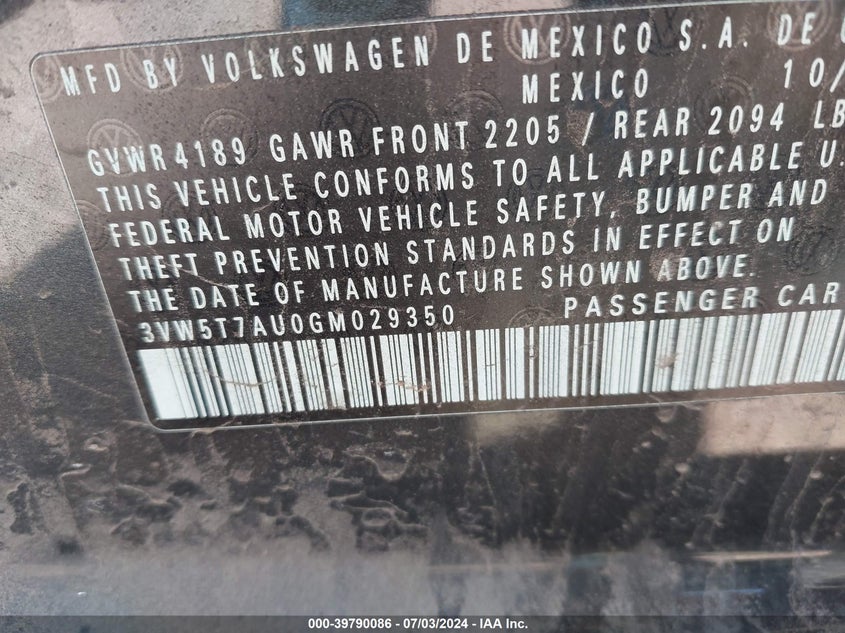 MFD BY VOLKSWAGEN DE MEXICO S.A. DE
MEXICO 10/
GVWR 4189 GAWR FRONT 2205 / REAR 2094 LB
THIS VEHICLE CONFORMS TO ALL APPLICABLE U.
FEDERAL MOTOR VEHICLE SAFETY, BUMPER AND
THEFT PREVENTION STANDARDS IN EFFECT ON
THE DATE OF MANUFACTURE SHOWN ABOVE.
3VW5T7AU0GM029350 PASSENGER CAR
000-39790086 - 07/03/2024 - IAA Inc.